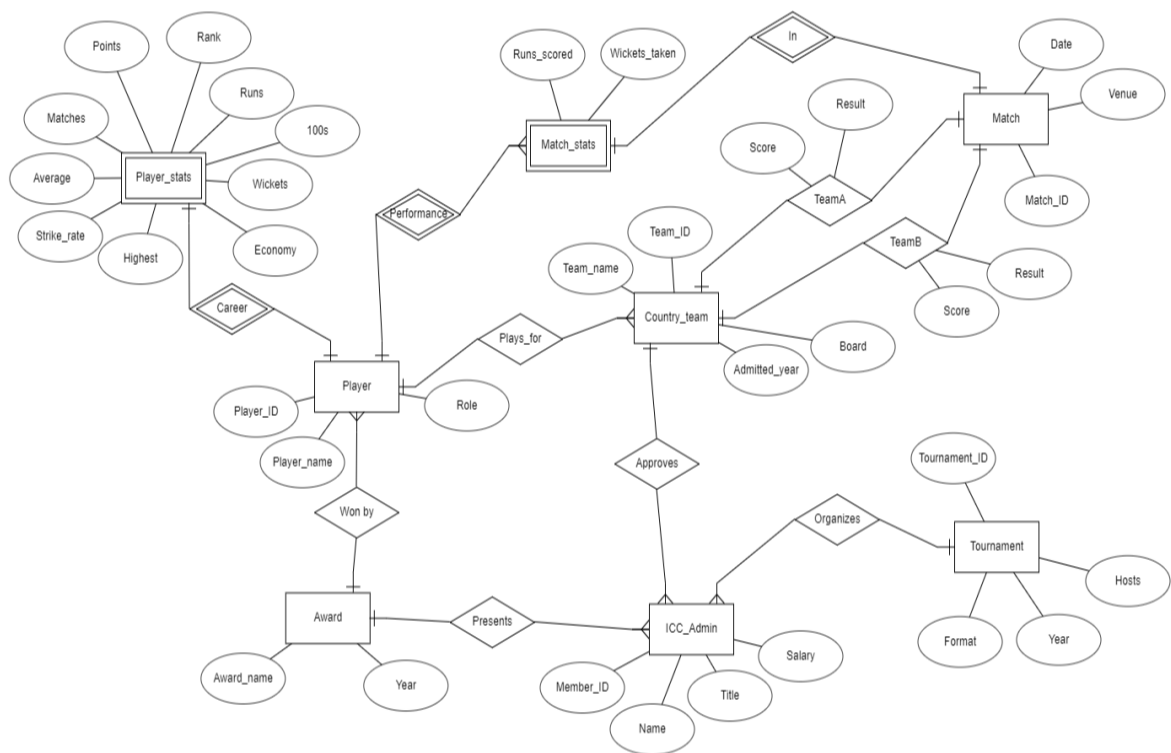 Points
Rank
Runs
Matches
100s
Average
Player_stats
Wickets
Strike_rate
Highest
Economy
Career
Runs_scored
Wickets_taken
Match_stats
Performance
In
Date
Venue
Match
Match_ID
Result
Score
TeamA
TeamB
Result
Score
Team_ID
Team_name
Country_team
Board
Admitted_year
Plays_for
Player
Player_ID
Role
Player_name
Approves
Won by
Tournament_ID
Organizes
Tournament
Hosts
Format
Year
Award
Presents
ICC_Admin
Award_name
Year
Member_ID
Name
Title
Salary